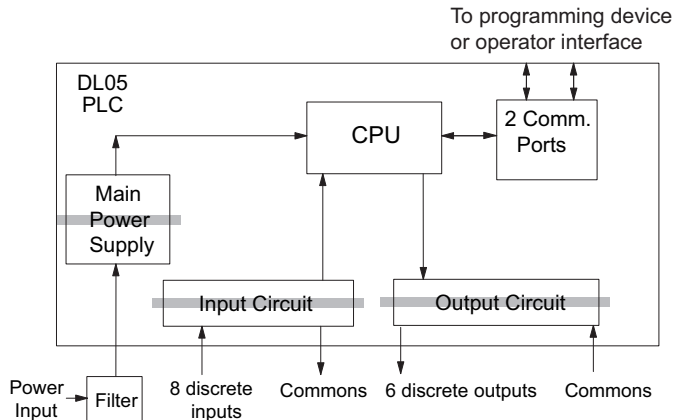 To programming device
or operator interface
DL05
PLC
CPU
2 Comm.
Ports
Main
Power
Supply
Input Circuit
Output Circuit
Power
Input
Filter
8 discrete
inputs
Commons
6 discrete outputs
Commons